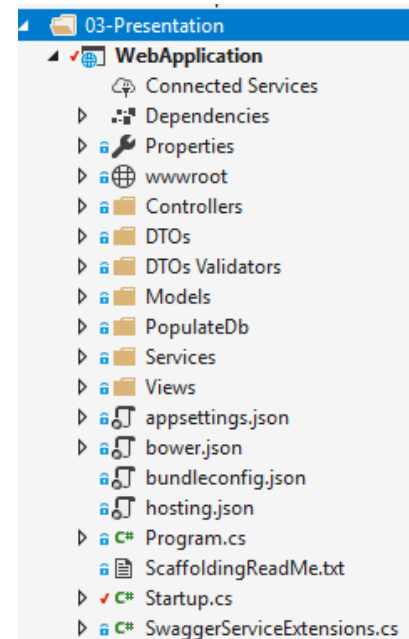 03-Presentation
WebApplication
Connected Services
Dependencies
Properties
wwwroot
Controllers
DTOs
DTOs Validators
Models
PopulateDb
Services
Views
appsettings.json
bower.json
bundleconfig.json
hosting.json
C# Program.cs
ScaffoldingReadMe.txt
C# Startup.cs
C# SwaggerServiceExtensions.cs